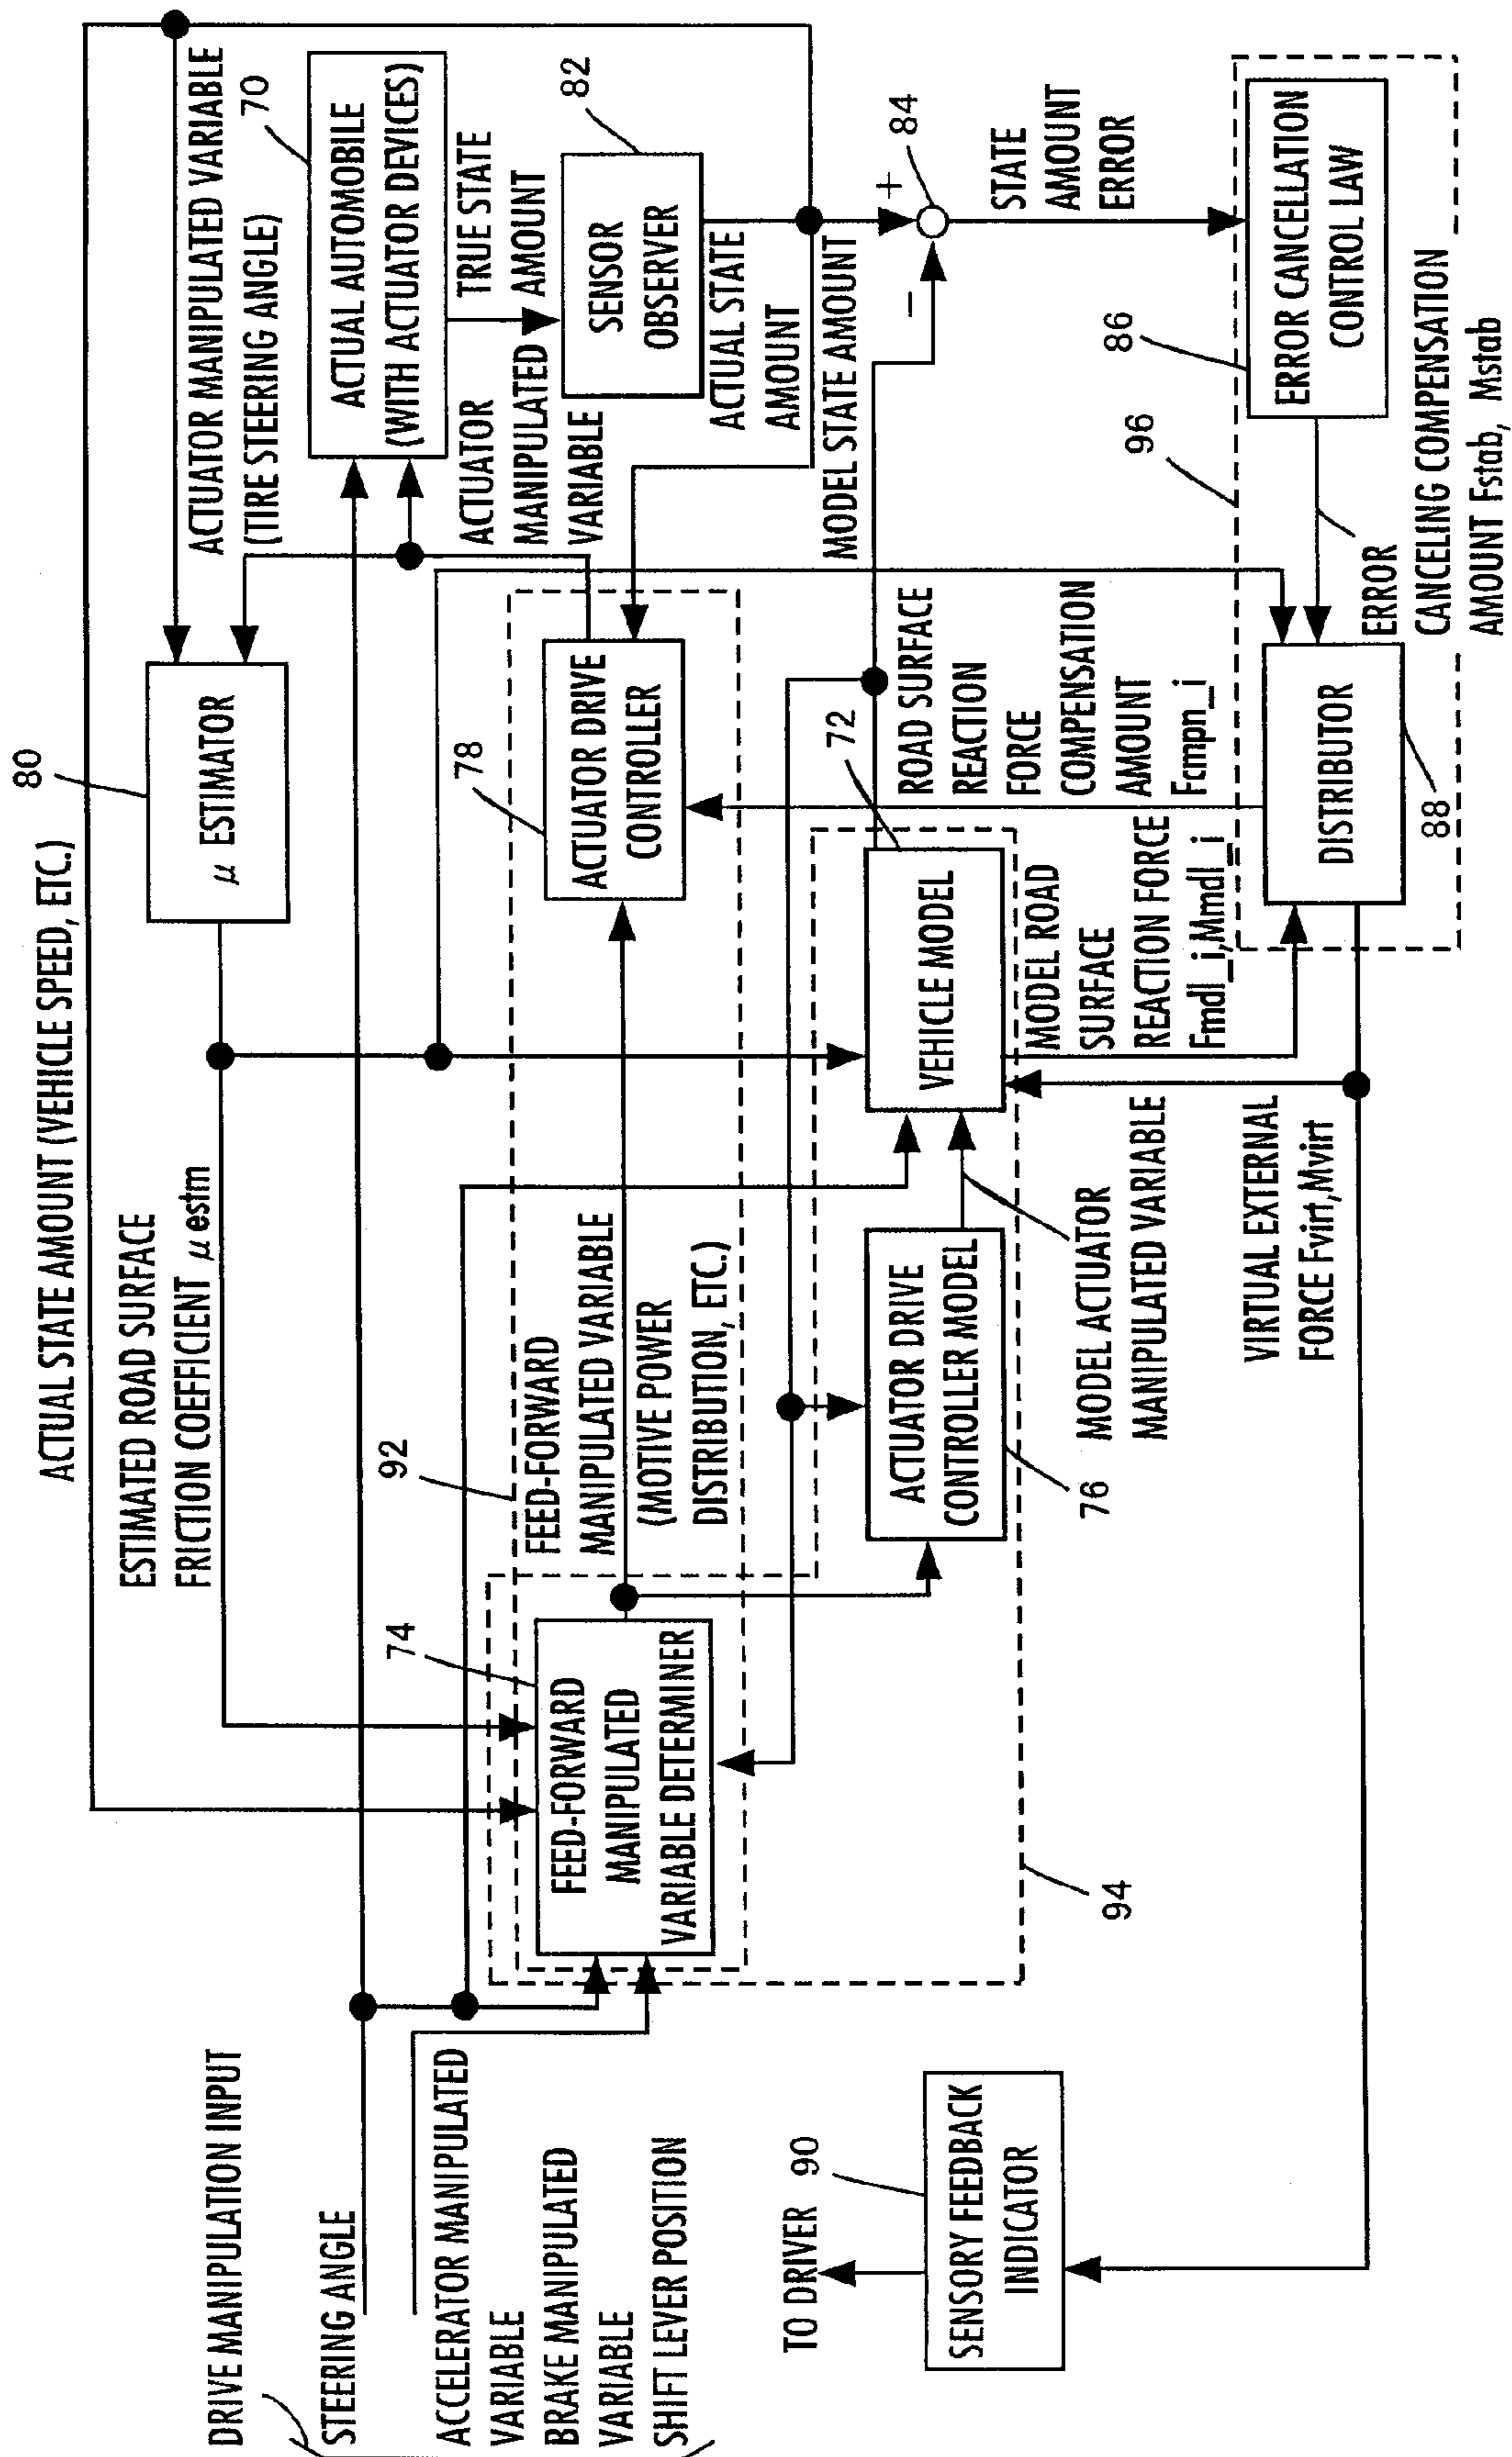 DRIVE MANIPULATION INPUT
STEERING ANGLE
ACCELERATOR MANIPULATED
VARIABLE
BRAKE MANIPULATED
VARIABLE
SHIFT LEVER POSITION
TO DRIVER
90
SENSORY FEEDBACK
INDICATOR
ACTUAL STATE AMOUNT (VEHICLE SPEED, ETC.)
ESTIMATED ROAD SURFACE
FRICTION COEFFICIENT μ estm
80
μ ESTIMATOR
ACTUATOR MANIPULATED VARIABLE
(TIRE STEERING ANGLE)
70
ACTUAL AUTOMOBILE
(WITH ACTUATOR DEVICES)
74
FEED-FORWARD
MANIPULATED
VARIABLE DETERMINER
92
FEED-FORWARD
MANIPULATED VARIABLE
(MOTIVE POWER
DISTRIBUTION, ETC.)
78
ACTUATOR DRIVE
CONTROLLER
ACTUATOR
MANIPULATED
VARIABLE
TRUE STATE
AMOUNT
82
SENSOR
OBSERVER
ACTUAL STATE
AMOUNT
MODEL STATE AMOUNT
+
−
84
STATE
AMOUNT
ERROR
94
ACTUATOR DRIVE
CONTROLLER MODEL
76
MODEL ACTUATOR
MANIPULATED VARIABLE
72
VEHICLE MODEL
ROAD SURFACE
REACTION
FORCE
COMPENSATION
AMOUNT
Fcmpn_i
MODEL ROAD
SURFACE
REACTION FORCE
Fmdl_i,Mmdl_i
VIRTUAL EXTERNAL
FORCE Fvirt,Mvirt
96
86
ERROR CANCELLATION
CONTROL LAW
DISTRIBUTOR
88
ERROR
CANCELING COMPENSATION
AMOUNT Fstab, Mstab